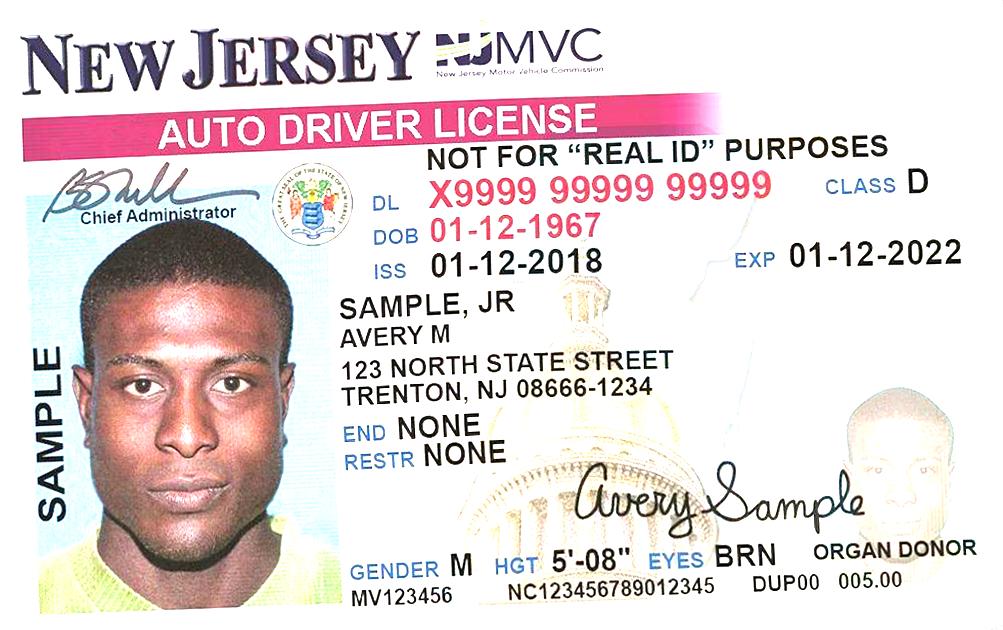 NEW JERSEY NJMVC
New Jersey Motor Vehicle Commission
AUTO DRIVER LICENSE
NOT FOR “REAL ID” PURPOSES
Chief Administrator
THE GREAT SEAL OF THE STATE OF NEW JERSEY
DL X9999 99999 99999 CLASS D
DOB 01-12-1967
ISS 01-12-2018 EXP 01-12-2022
SAMPLE, JR
AVERY M
123 NORTH STATE STREET
TRENTON, NJ 08666-1234
END NONE
RESTR NONE
SAMPLE
Avery Sample
GENDER M HGT 5'-08" EYES BRN ORGAN DONOR
MV123456 NC123456789012345 DUP00 005.00